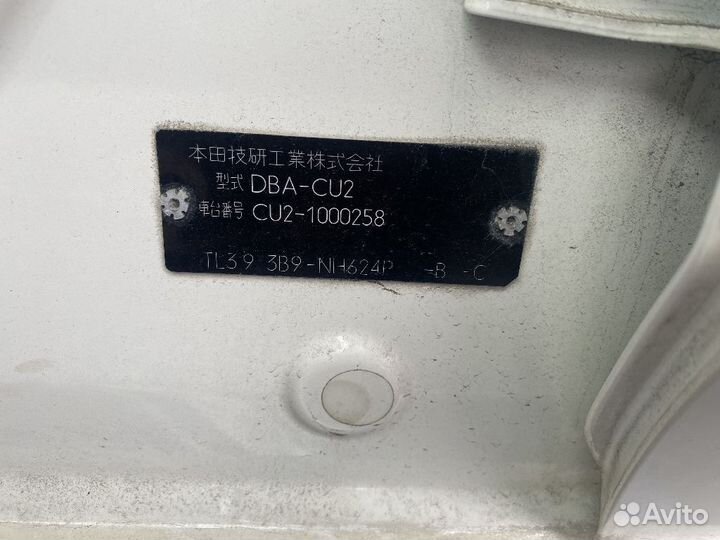 本田技研工業株式会社
型式 DBA-CU2
車台番号 CU2-1000258
TL39 3B9-NH624P -B -C
Avito